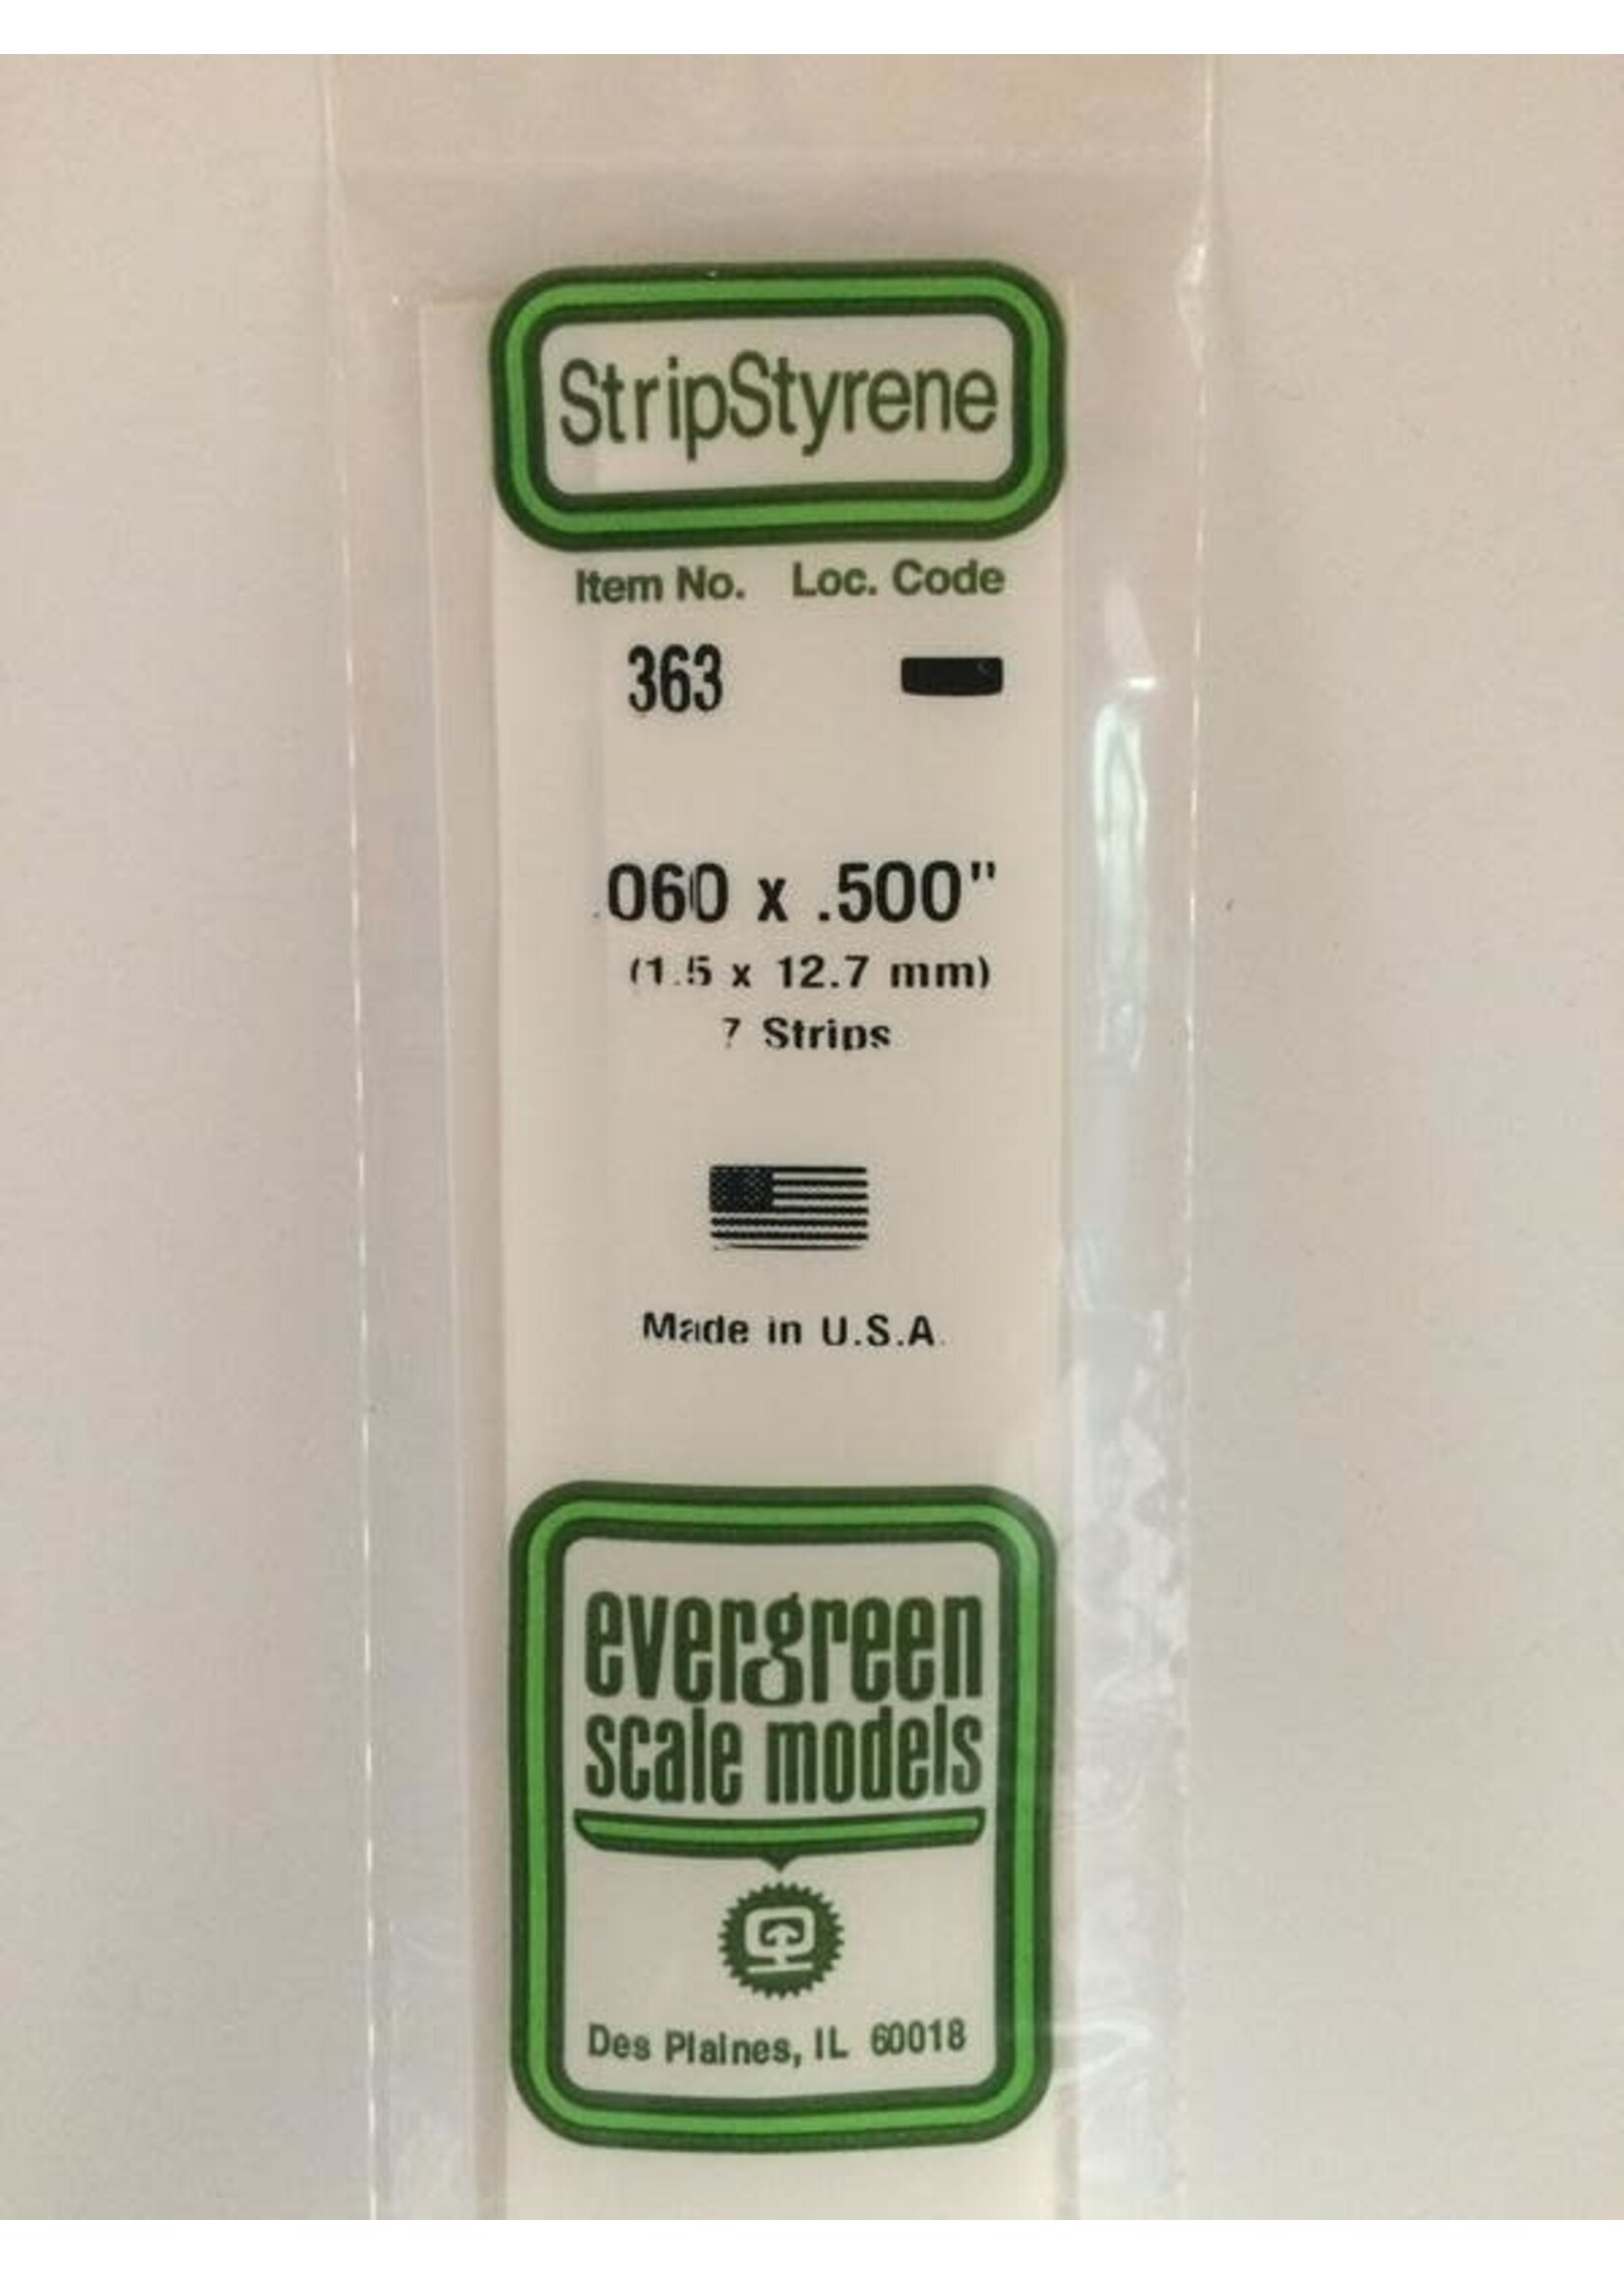 StripStyrene
Item No. Loc. Code
363
.060 x .500"
(1.5 x 12.7 mm)
7 Strips
Made in U.S.A.
evergreen
scale models
Des Plaines, IL 60018